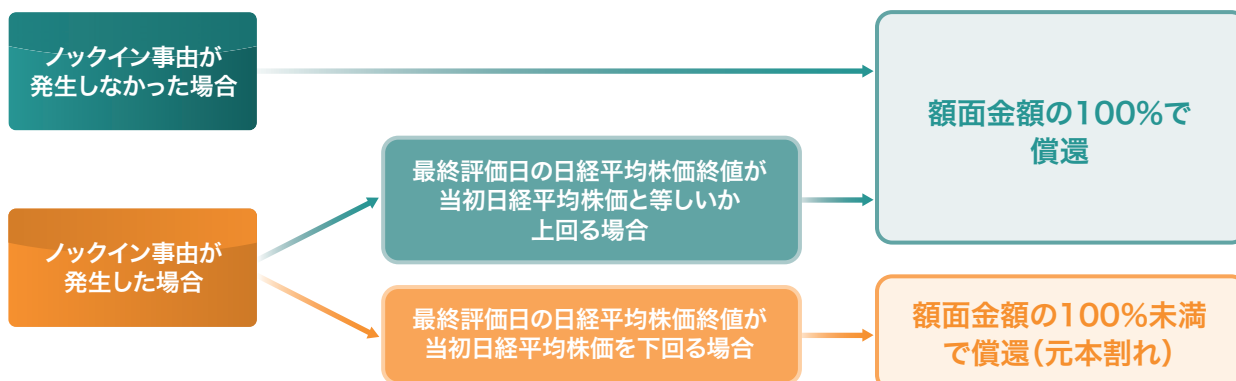 ノックイン事由が
発生しなかった場合
額面金額の100%で
償還
最終評価日の日経平均株価終値が
当初日経平均株価と等しいか
上回る場合
ノックイン事由が
発生した場合
最終評価日の日経平均株価終値が
当初日経平均株価を下回る場合
額面金額の100%未満
で償還(元本割れ)